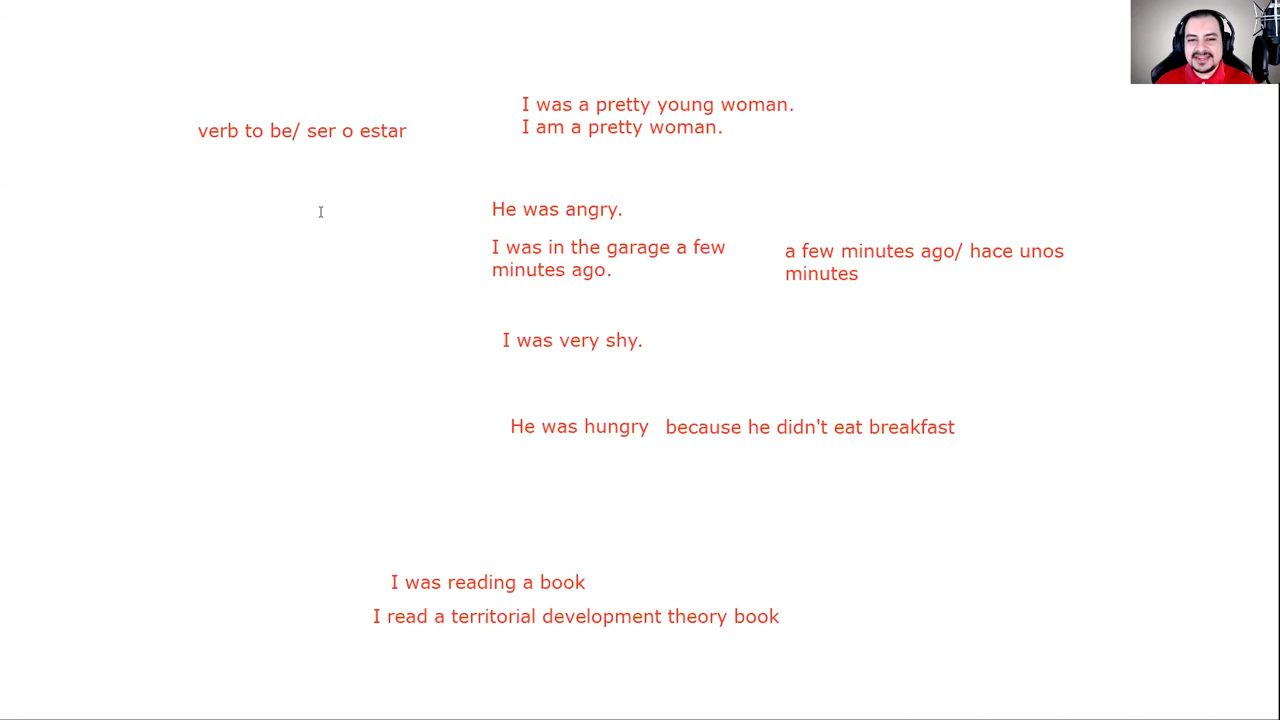 I was a pretty young woman.
I am a pretty woman.
verb to be/ ser o estar
He was angry.
I was in the garage a few
minutes ago.
a few minutes ago/ hace unos
minutes
I was very shy.
He was hungry because he didn't eat breakfast
I was reading a book
I read a territorial development theory book